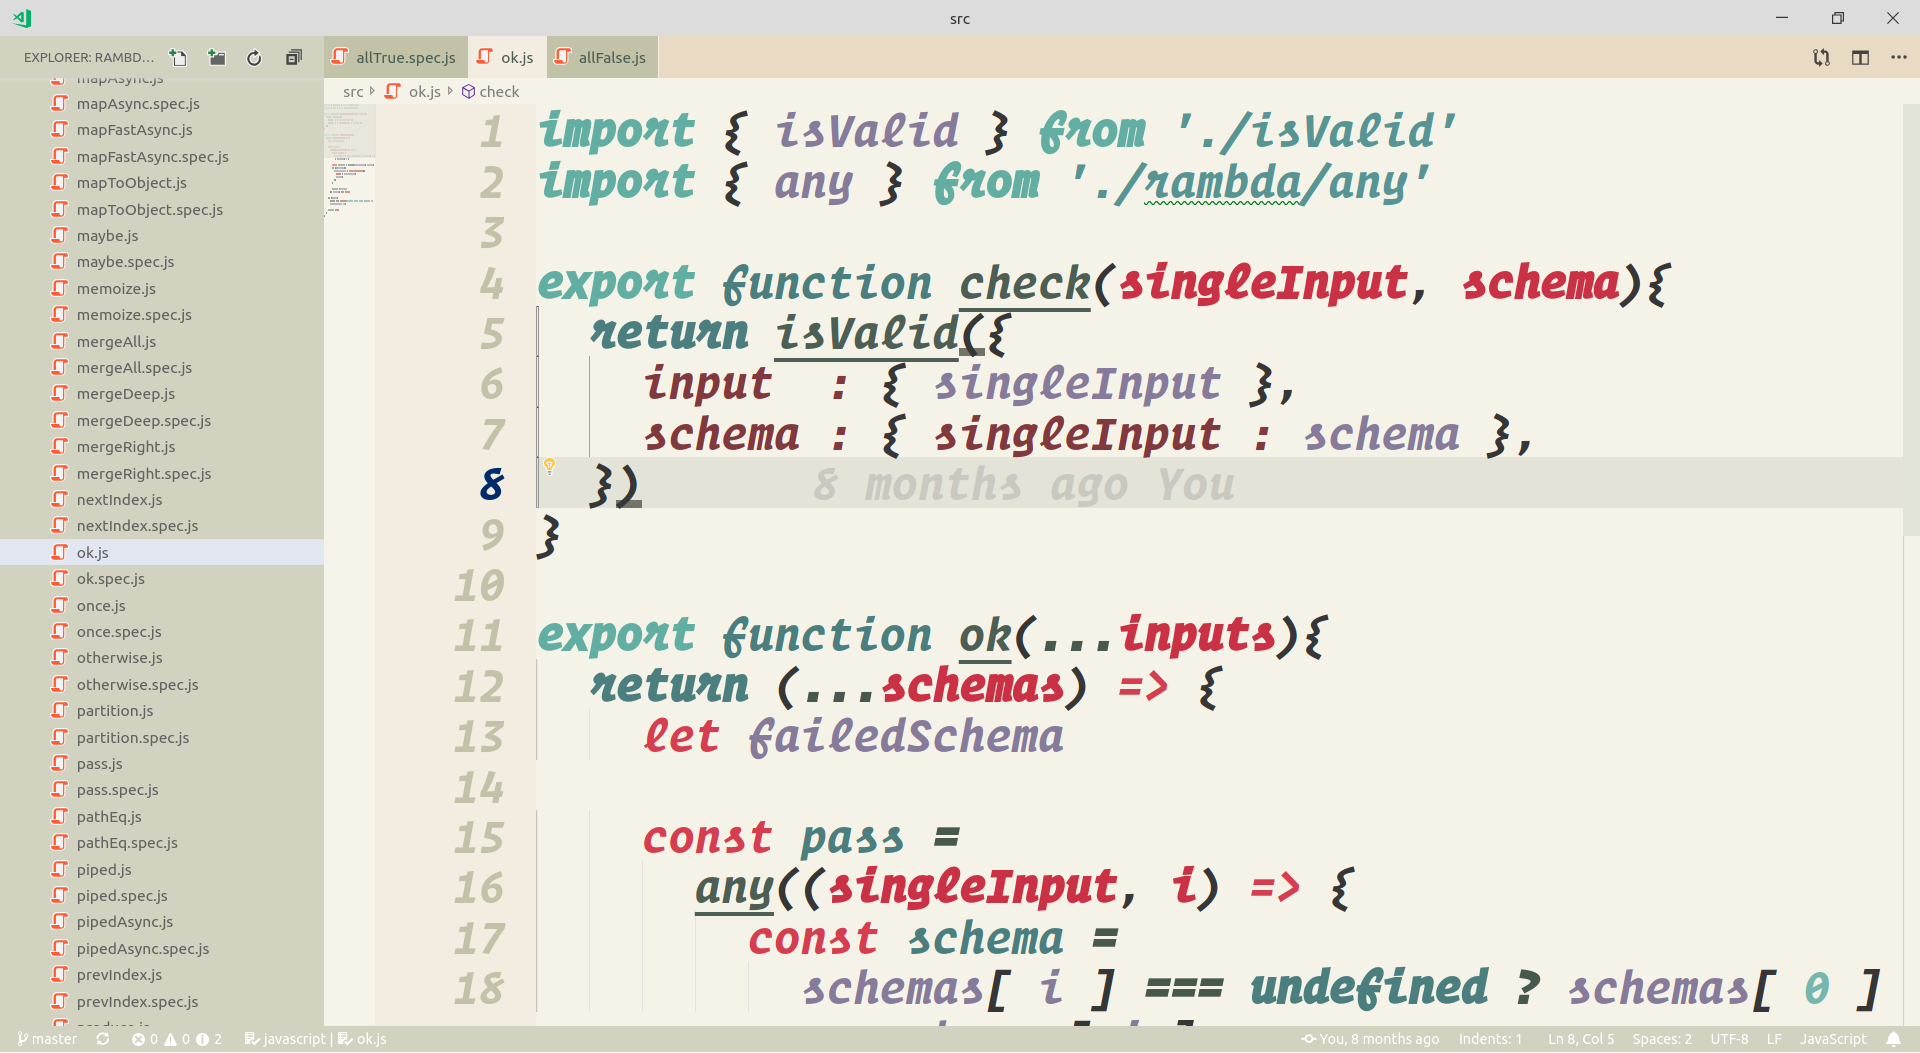 src
EXPLORER: RAMBD...
allTrue.spec.js
ok.js
allFalse.js
src ok.js check
mapAsync.js
mapAsync.spec.js
mapFastAsync.js
mapFastAsync.spec.js
mapToObject.js
mapToObject.spec.js
maybe.js
maybe.spec.js
memoize.js
memoize.spec.js
mergeAll.js
mergeAll.spec.js
mergeDeep.js
mergeDeep.spec.js
mergeRight.js
mergeRight.spec.js
nextIndex.js
nextIndex.spec.js
ok.js
ok.spec.js
once.js
once.spec.js
otherwise.js
otherwise.spec.js
partition.js
partition.spec.js
pass.js
pass.spec.js
pathEq.js
pathEq.spec.js
piped.js
piped.spec.js
pipedAsync.js
pipedAsync.spec.js
prevIndex.js
prevIndex.spec.js
1 import { isValid } from './isValid'
2 import { any } from './rambda/any'
3
4 export function check(singleInput, schema){
5 return isValid({
6 input : { singleInput },
7 schema : { singleInput : schema },
8 }) 8 months ago You
9 }
10
11 export function ok(...inputs){
12 return (...schemas) => {
13 let failedSchema
14
15 const pass =
16 any((singleInput, i) => {
17 const schema =
18 schemas[ i ] === undefined ? schemas[ 0 ]
master 0 0 2 javascript | ok.js You, 8 months ago Indents: 1 Ln 8, Col 5 Spaces: 2 UTF-8 LF JavaScript